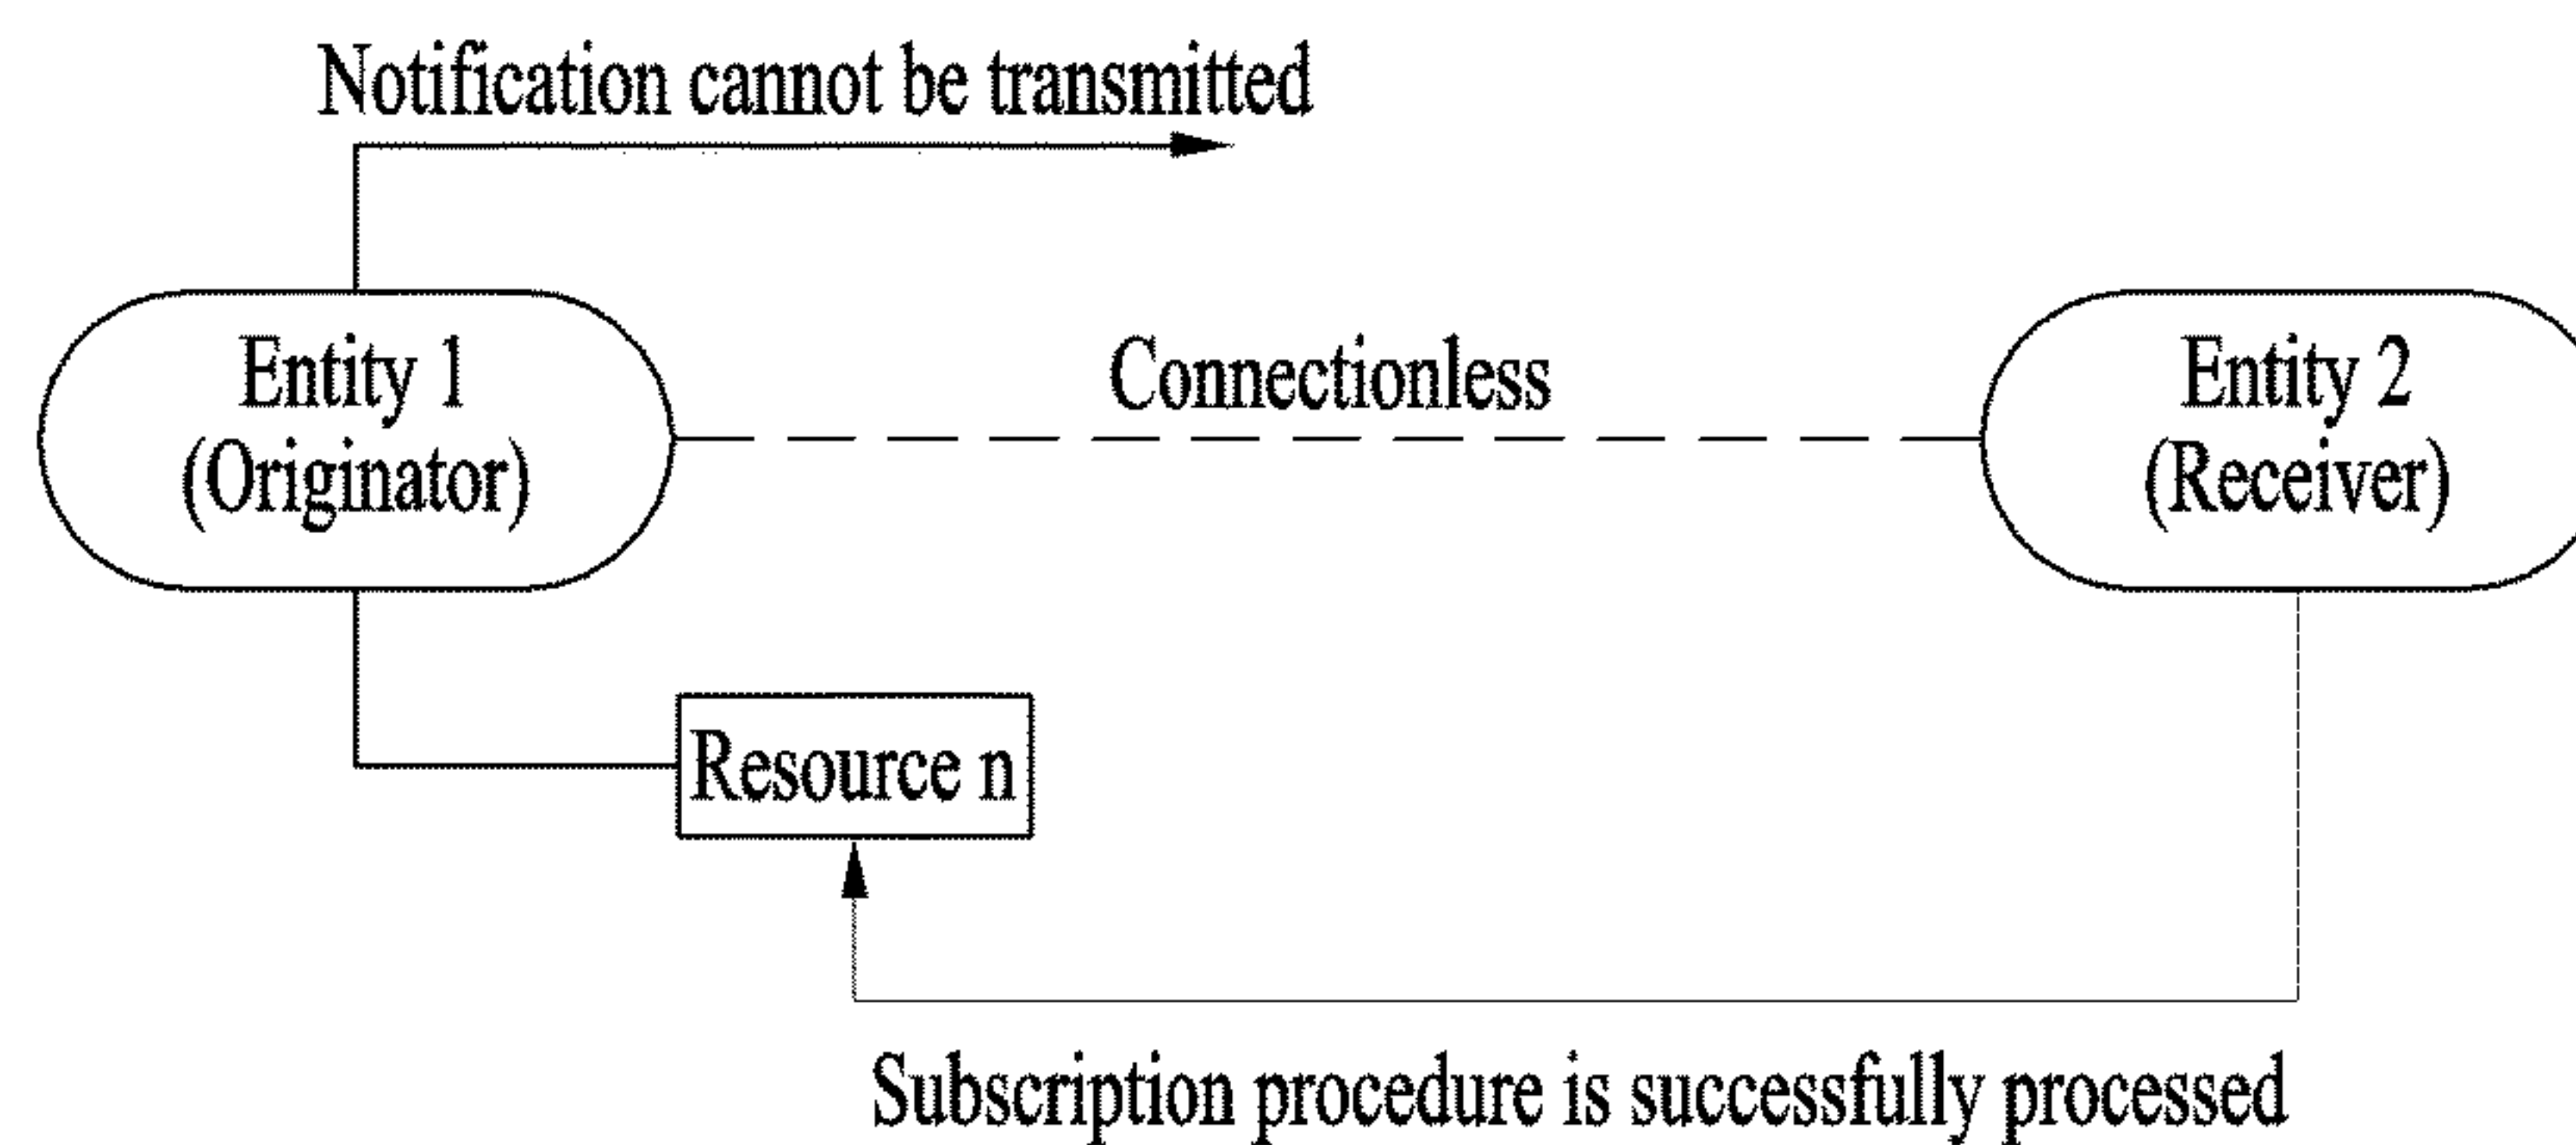 Notification cannot be transmitted
Entity 1
(Originator)
Connectionless
Entity 2
(Receiver)
Resource n
Subscription procedure is successfully processed